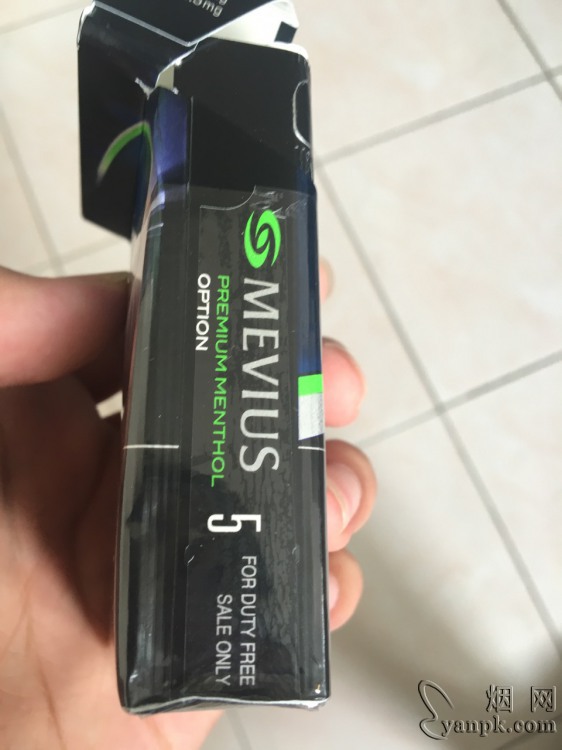 MEVIUS
PREMIUM MENTHOL
OPTION
5
FOR DUTY FREE
SALE ONLY
烟网
yanpk.com